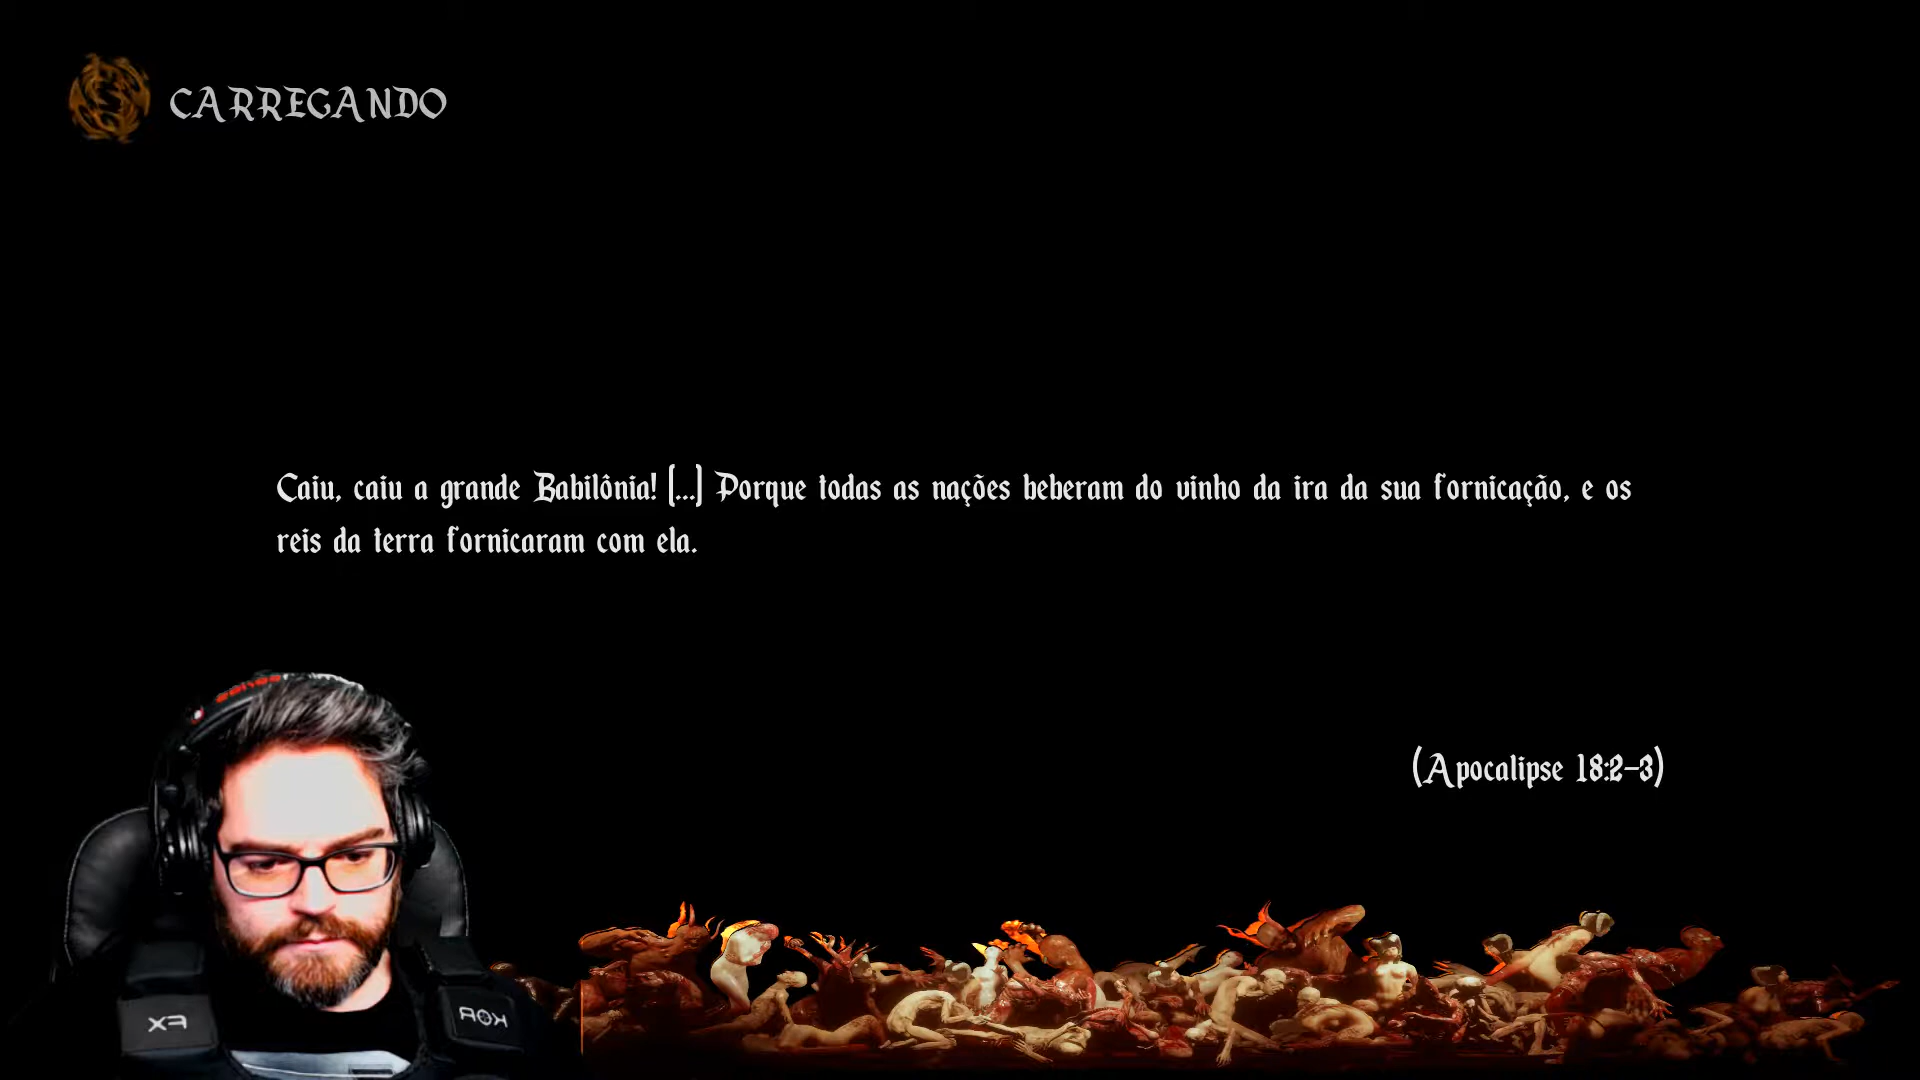 CARREGANDO
Caiu, caiu a grande Babilônia! [...] Porque todas as nações beberam do vinho da ira da sua fornicação, e os
reis da terra fornicaram com ela.
(Apocalipse 18:2-3)